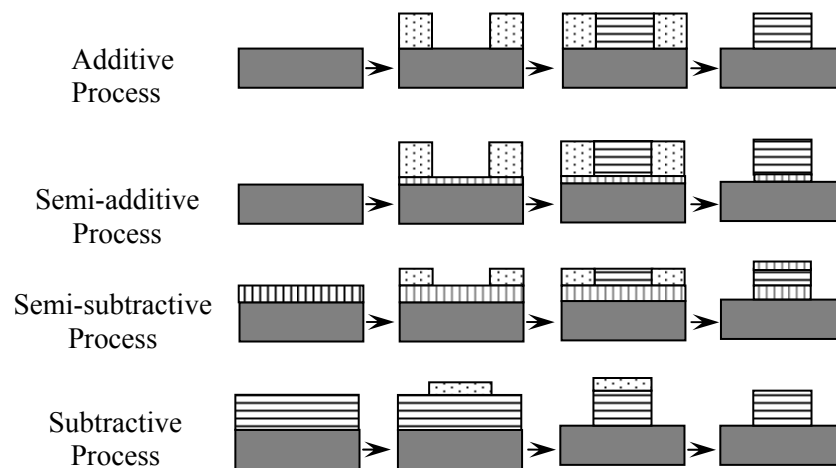 Additive
Process
Semi-additive
Process
Semi-subtractive
Process
Subtractive
Process